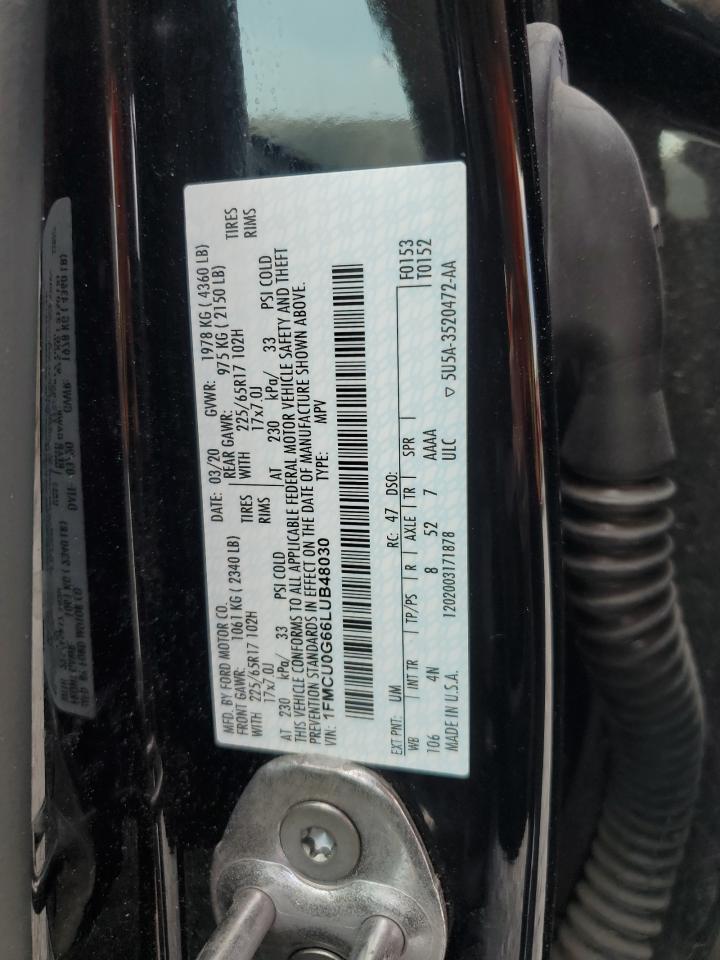 MFD. BY FORD MOTOR CO.
DATE: 03/20 GVWR: 1978 KG ( 4360 LB)
FRONT GAWR: 1061 KG ( 2340 LB)
REAR GAWR: 975 KG ( 2150 LB)
WITH 225/65R17 102H TIRES
WITH 225/65R17 102H TIRES
17x7.0J RIMS
17x7.0J RIMS
AT 230 kPa/ 33 PSI COLD
AT 230 kPa/ 33 PSI COLD
THIS VEHICLE CONFORMS TO ALL APPLICABLE FEDERAL MOTOR VEHICLE SAFETY AND THEFT
PREVENTION STANDARDS IN EFFECT ON THE DATE OF MANUFACTURE SHOWN ABOVE.
VIN: 1FMCU0G66LUB48030
TYPE: MPV
EXT PNT: UM RC: 47 DSO: F0153
T0152
WB INT TR TP/PS R AXLE TR SPR
106 4N 8 52 7 AAAA
MADE IN U.S.A. 1202003171878 ULC ▽ 5U5A-3520472-AA